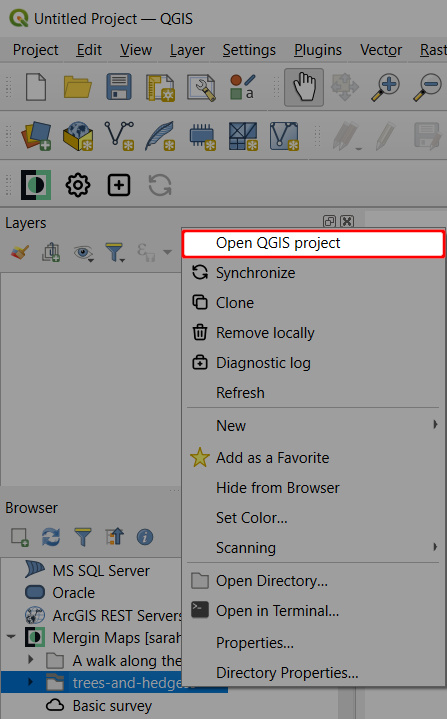 Untitled Project — QGIS
Project Edit View Layer Settings Plugins Vector Rast
Layers
Open QGIS project
Synchronize
Clone
Remove locally
Diagnostic log
Refresh
New
Add as a Favorite
Hide from Browser
Set Color...
Scanning
Open Directory...
Open in Terminal...
Properties...
Directory Properties...
Browser
MS SQL Server
Oracle
ArcGIS REST Servers
Mergin Maps [sarah
A walk along the
trees-and-hedges
Basic survey